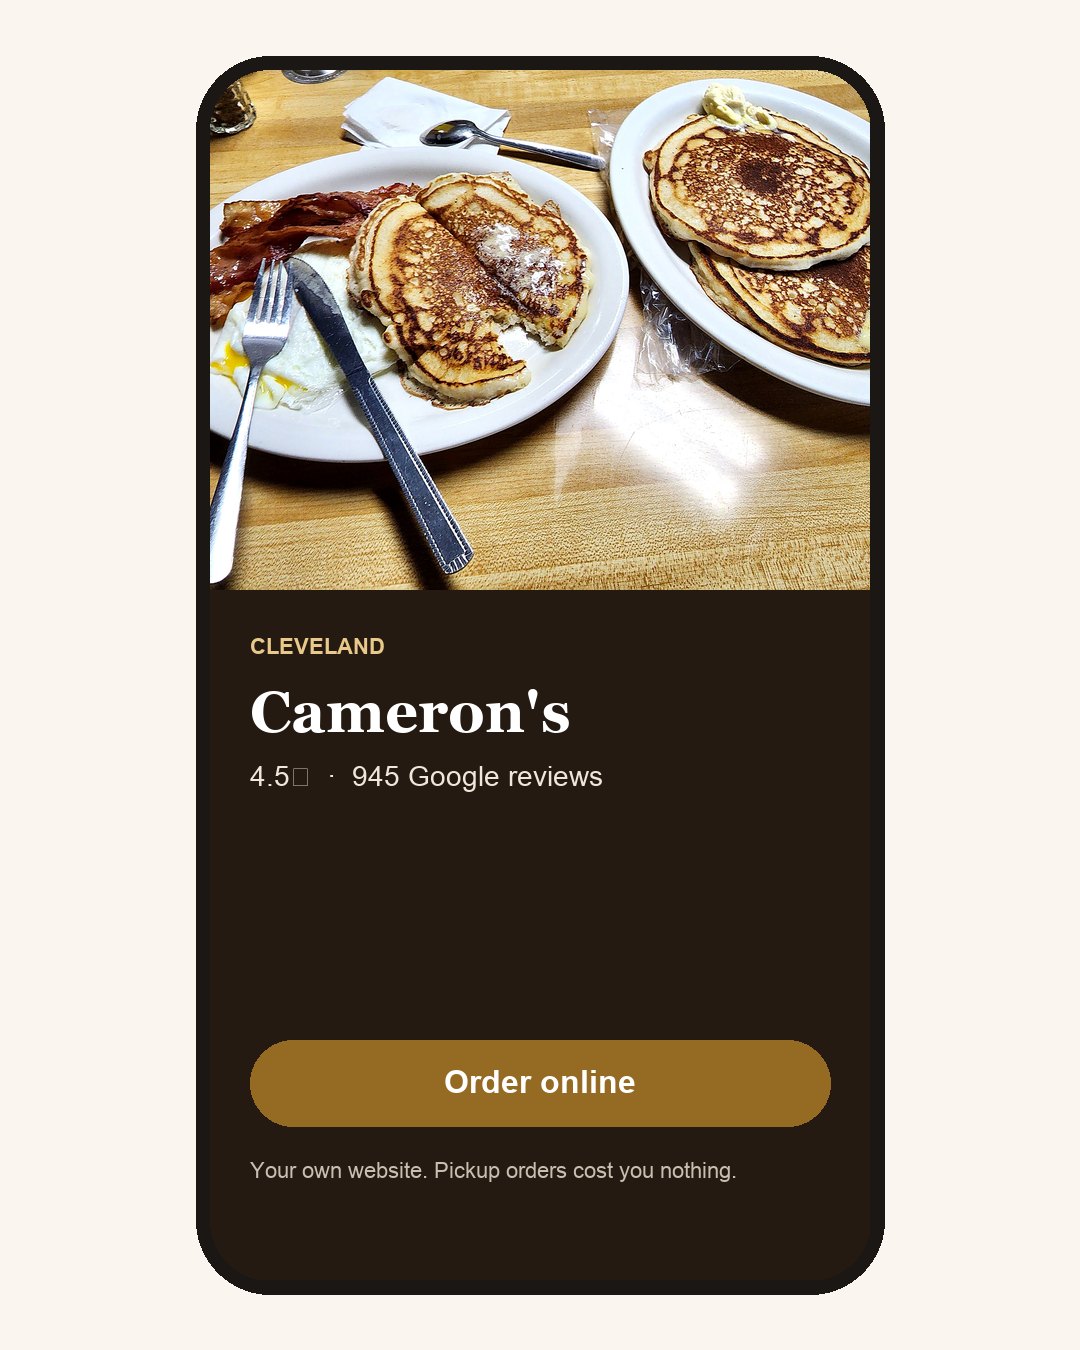 CLEVELAND
Cameron's
4.5□ · 945 Google reviews
Order online
Your own website. Pickup orders cost you nothing.